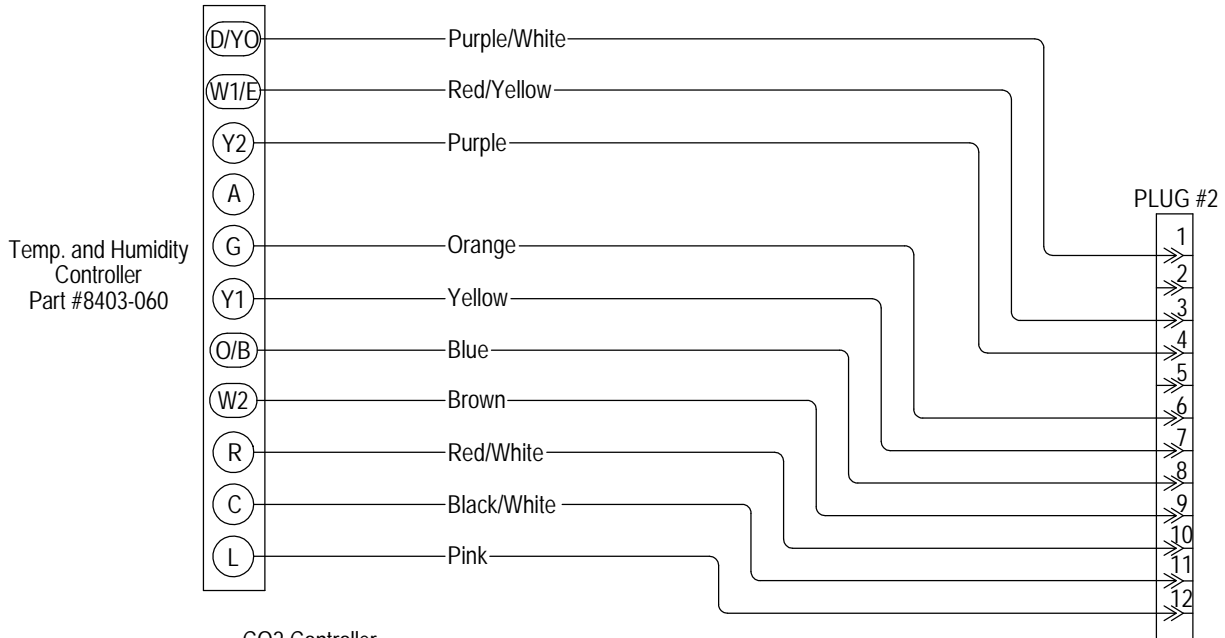 D/YO Purple/White
W1/E Red/Yellow
Y2 Purple
A
PLUG #2
G Orange
Temp. and Humidity
Controller
Part #8403-060
Y1 Yellow
O/B Blue
W2 Brown
R Red/White
C Black/White
L Pink
1
2
3
4
5
6
7
8
9
10
11
12
CO2 Controller